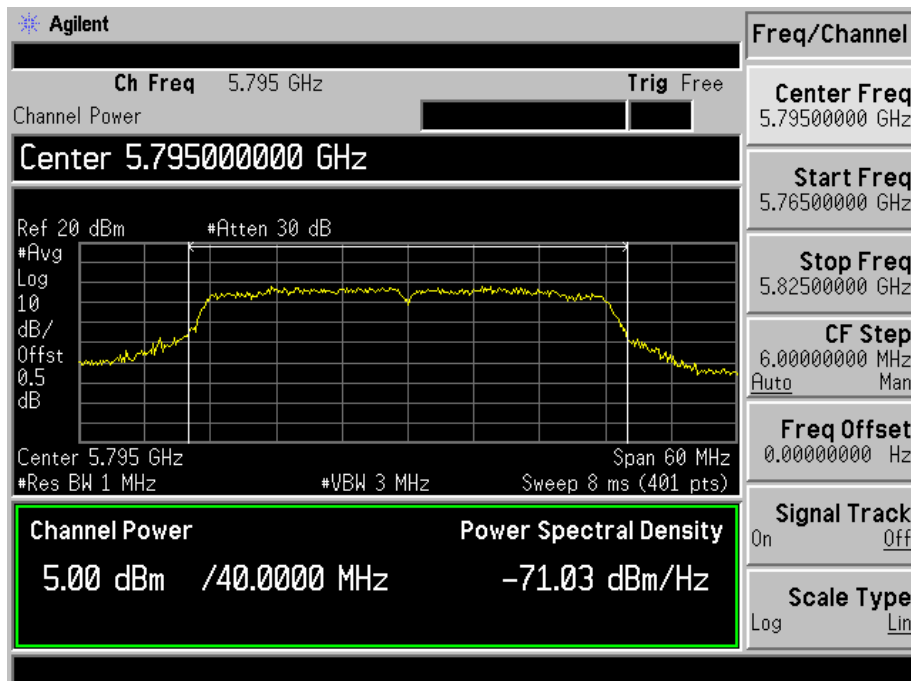 Agilent
Freq/Channel
Ch Freq 5.795 GHz Trig Free
Channel Power
Center 5.795000000 GHz
Ref 20 dBm #Atten 30 dB
#Avg
Log
10
dB/
Offst
0.5
dB
Center 5.795 GHz Span 60 MHz
#Res BW 1 MHz #VBW 3 MHz Sweep 8 ms (401 pts)
Channel Power Power Spectral Density
5.00 dBm /40.0000 MHz -71.03 dBm/Hz
Center Freq
5.79500000 GHz
Start Freq
5.76500000 GHz
Stop Freq
5.82500000 GHz
CF Step
6.00000000 MHz
Auto Man
Freq Offset
0.00000000 Hz
Signal Track
On Off
Scale Type
Log Lin